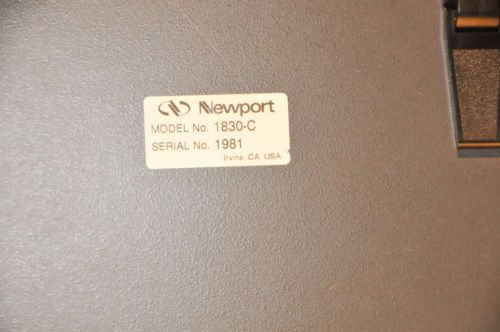 Newport
MODEL No. 1830-C
SERIAL No. 1981
Irvine, CA USA